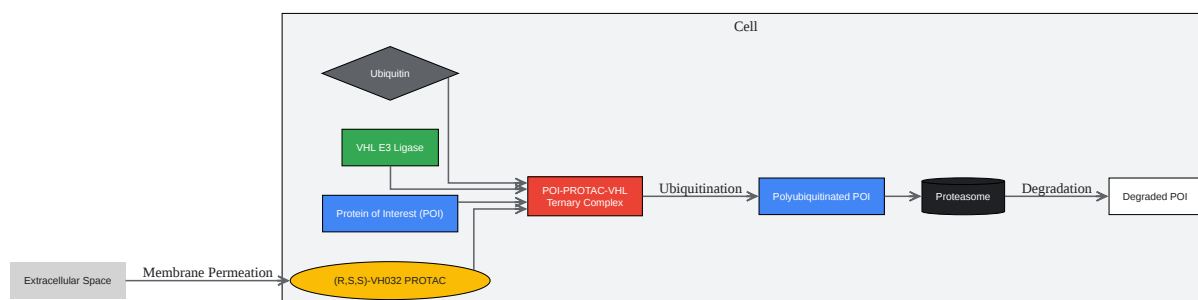 Cell
Ubiquitin
VHL E3 Ligase
Protein of Interest (POI)
POI-PROTAC-VHL
Ternary Complex
Ubiquitination
Polyubiquitinated POI
Proteasome
Degradation
Degraded POI
Extracellular Space
Membrane Permeation
(R,S,S)-VH032 PROTAC